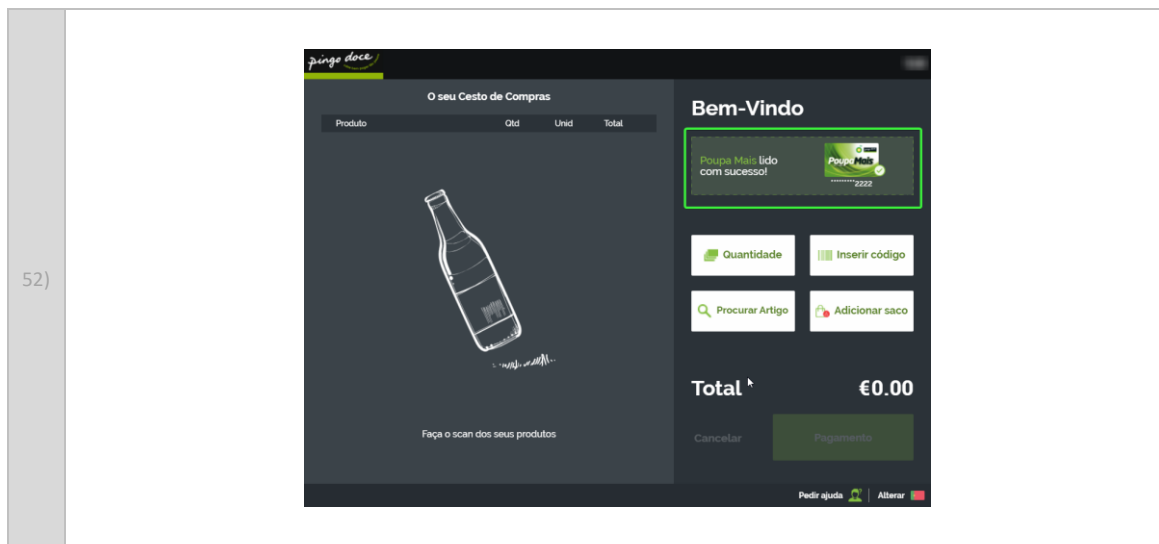 52)
pingo doce
O seu Cesto de Compras
Produto Qtd Unid Total
Faça o scan dos seus produtos
Bem-Vindo
Poupa Mais lido
com sucesso!
PoupaMais
*********2222
Quantidade
Inserir código
Procurar Artigo
Adicionar saco
Total €0.00
Cancelar
Pagamento
Pedir ajuda | Alterar